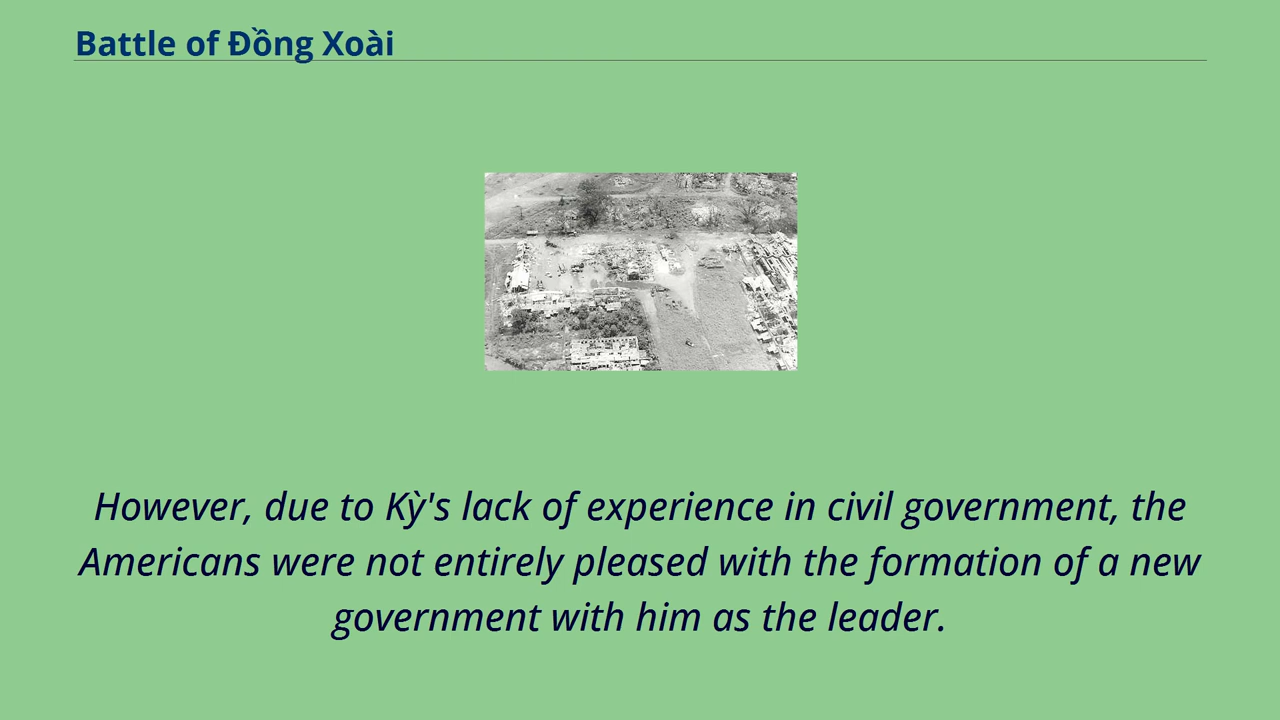 Battle of Đồng Xoài
However, due to Kỳ's lack of experience in civil government, the
Americans were not entirely pleased with the formation of a new
government with him as the leader.